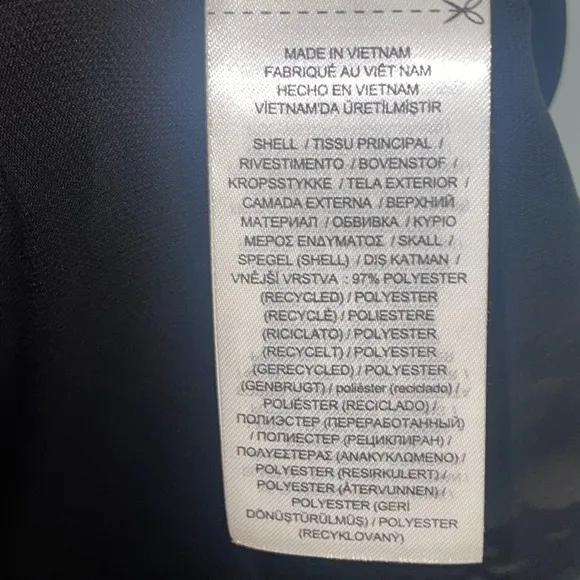 MADE IN VIETNAM
FABRIQUÉ AU VIÊT NAM
HECHO EN VIETNAM
VİETNAM'DA ÜRETİLMİŞTİR
SHELL / TISSU PRINCIPAL /
RIVESTIMENTO / BOVENSTOF /
KROPSSTYKKE / TELA EXTERIOR /
CAMADA EXTERNA / ВЕРХНИЙ
МАТЕРИАЛ / ОБВИВКА / ΚΥΡΙΟ
ΜΕΡΟΣ ΕΝΔΥΜΑΤΟΣ / SKALL /
SPEGEL (SHELL) / DIŞ KATMAN /
VNĚJŠÍ VRSTVA : 97% POLYESTER
(RECYCLED) / POLYESTER
(RECYCLÉ) / POLIESTERE
(RICICLATO) / POLYESTER
(RECYCELT) / POLYESTER
(GERECYCLED) / POLYESTER
(GENBRUGT) / poliéster (reciclado) /
POLIÉSTER (RECICLADO) /
ПОЛИЭСТЕР (ПЕРЕРАБОТАННЫЙ)
/ ПОЛИЕСТЕР (РЕЦИКЛИРАН) /
ΠΟΛΥΕΣΤΕΡΑΣ (ΑΝΑΚΥΚΛΩΜΕΝΟ) /
POLYESTER (RESIRKULERT) /
POLYESTER (ÅTERVUNNEN) /
POLYESTER (GERİ
DÖNÜŞTÜRÜLMÜŞ) / POLYESTER
(RECYKLOVANÝ)